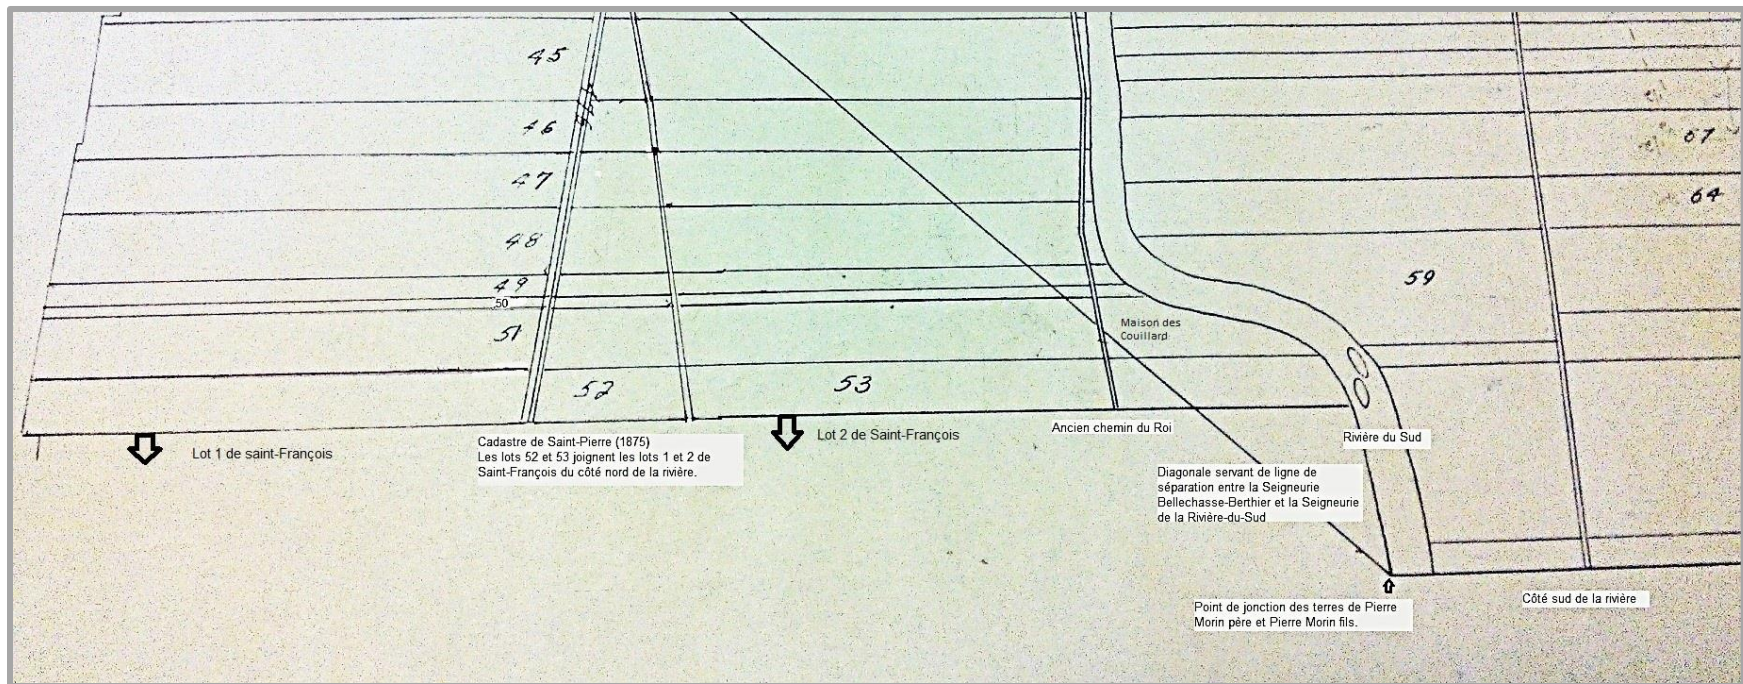 45
46
67
47
64
48
59
49
50
51
Maison des
Couillard
52
53
Lot 1 de saint-François
Cadastre de Saint-Pierre (1875)
Les lots 52 et 53 joignent les lots 1 et 2 de
Saint-François du côté nord de la rivière.
Lot 2 de Saint-François
Ancien chemin du Roi
Rivière du Sud
Diagonale servant de ligne de
séparation entre la Seigneurie
Bellechasse-Berthier et la Seigneurie
de la Rivière-du-Sud
Point de jonction des terres de Pierre
Morin père et Pierre Morin fils.
Côté sud de la rivière